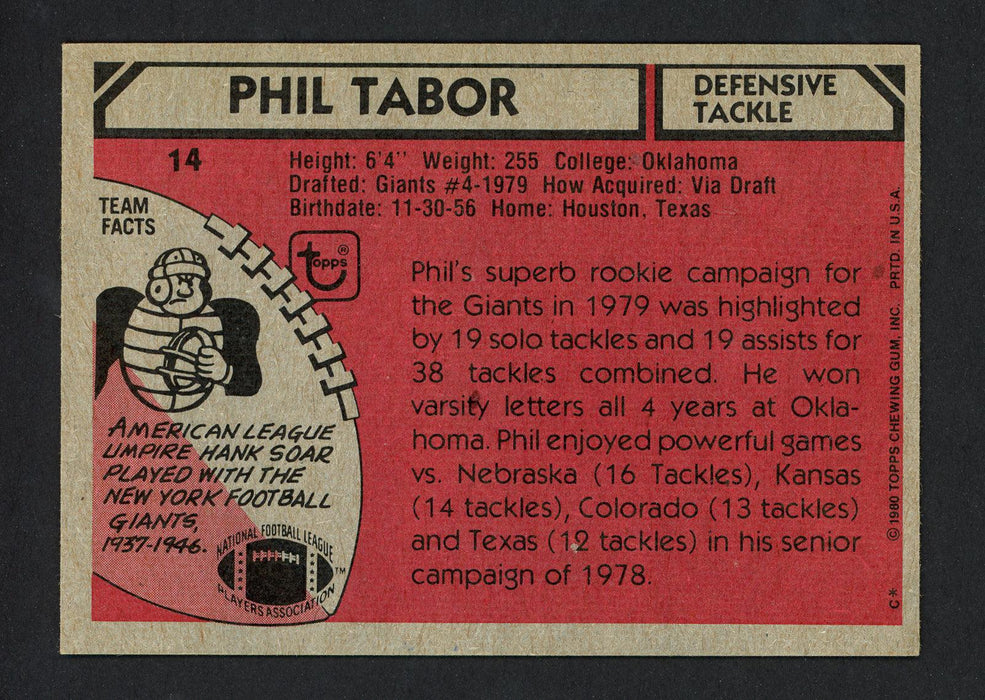 PHIL TABOR
DEFENSIVE
TACKLE
14
Height: 6'4" Weight: 255 College: Oklahoma
Drafted: Giants #4-1979 How Acquired: Via Draft
Birthdate: 11-30-56 Home: Houston, Texas
TEAM
FACTS
topps®
AMERICAN LEAGUE
UMPIRE HANK SOAR
PLAYED WITH THE
NEW YORK FOOTBALL
GIANTS,
1937-1946.
NATIONAL FOOTBALL LEAGUE
PLAYERS ASSOCIATION
™
Phil's superb rookie campaign for
the Giants in 1979 was highlighted
by 19 solo tackles and 19 assists for
38 tackles combined. He won
varsity letters all 4 years at Okla-
homa. Phil enjoyed powerful games
vs. Nebraska (16 Tackles), Kansas
(14 tackles), Colorado (13 tackles)
and Texas (12 tackles) in his senior
campaign of 1978.
C* © 1980 TOPPS CHEWING GUM, INC. PRTD. IN U.S.A.